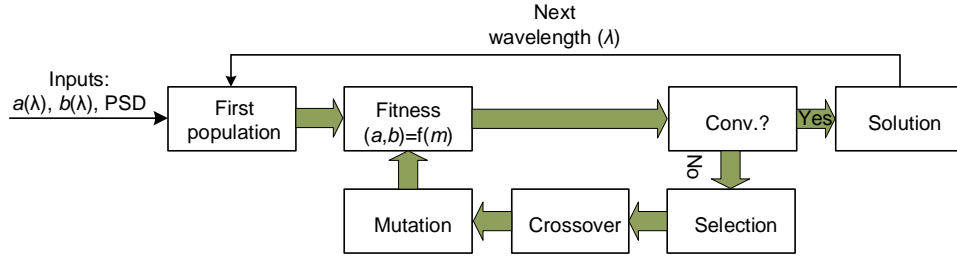 Next
wavelength (λ)
Inputs:
a(λ), b(λ), PSD
First
population
Fitness
(a,b)=f(m)
Conv.?
Yes
Solution
No
Mutation
Crossover
Selection